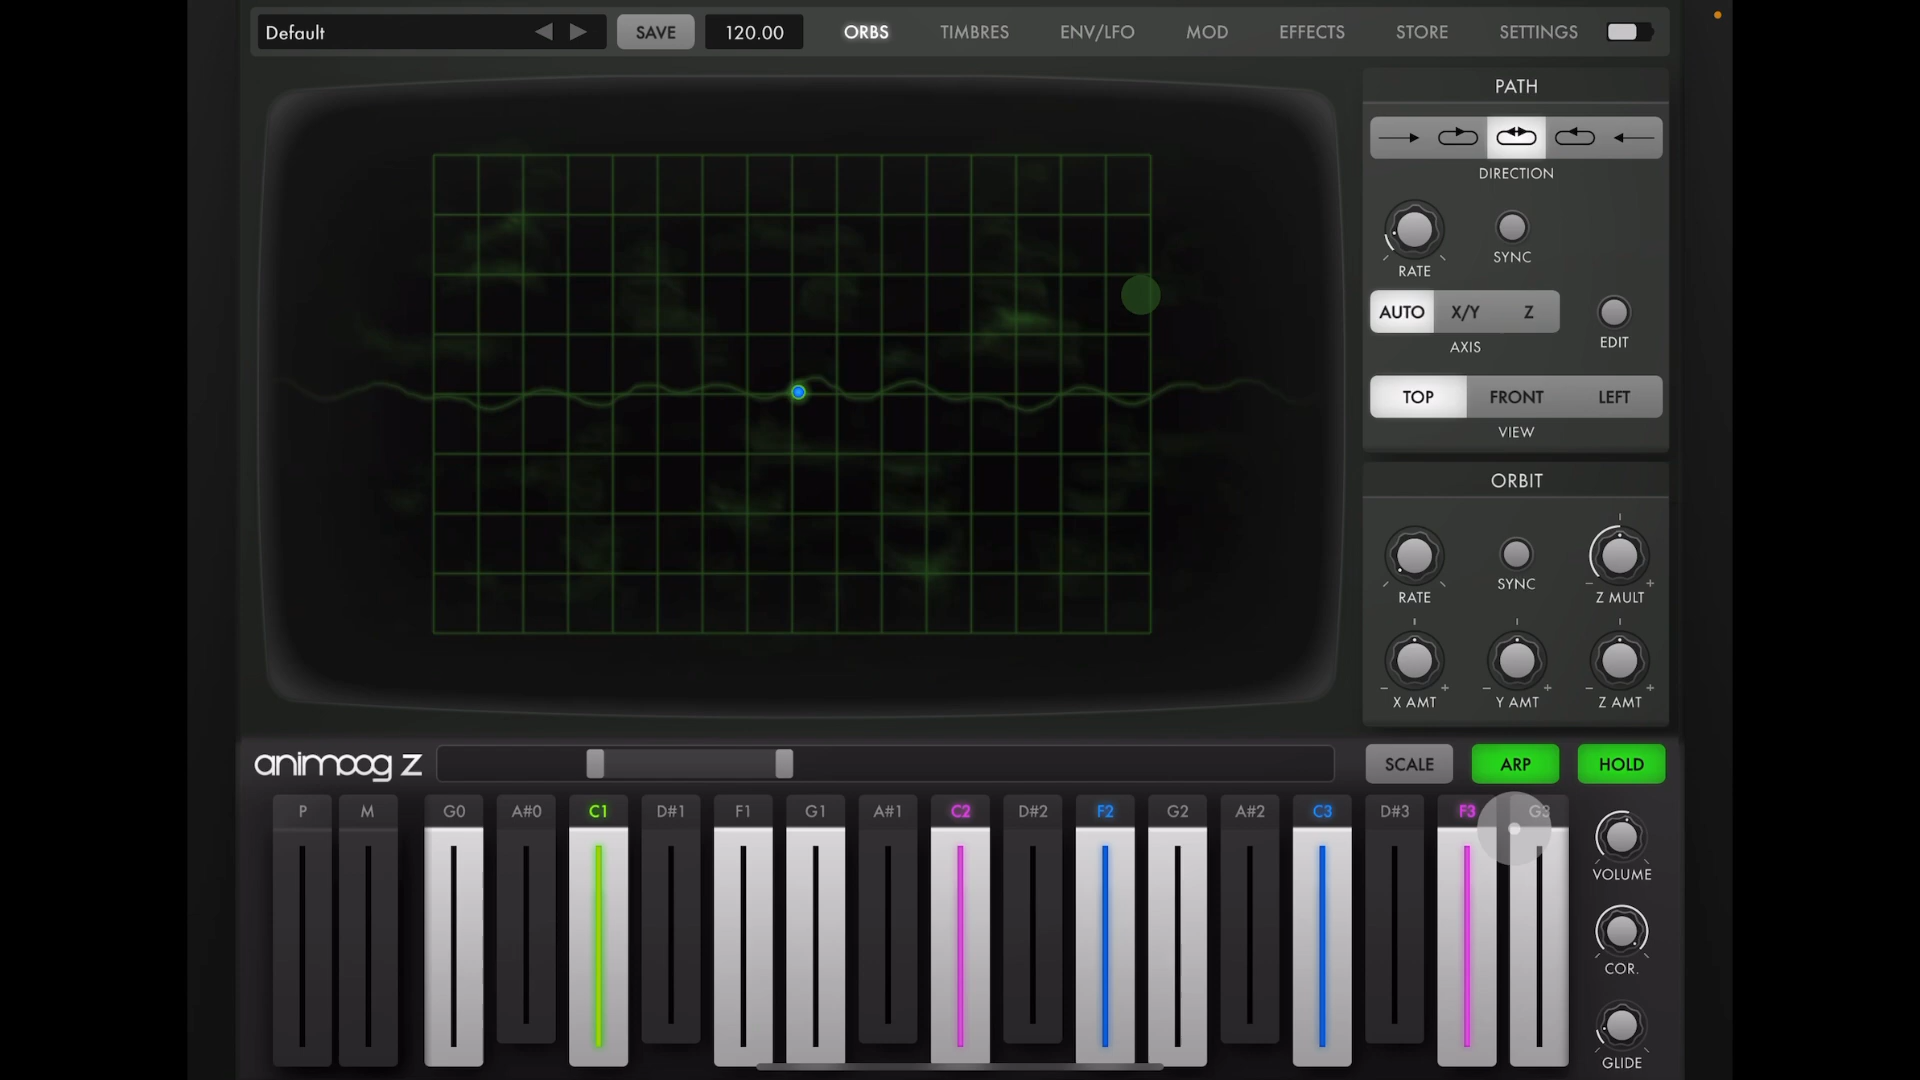 Default
SAVE
120.00
ORBS
TIMBRES
ENV/LFO
MOD
EFFECTS
STORE
SETTINGS
PATH
DIRECTION
RATE
SYNC
AUTO X/Y Z
AXIS
EDIT
TOP FRONT LEFT
VIEW
ORBIT
RATE
SYNC
- Z MULT +
- X AMT +
- Y AMT +
- Z AMT +
animoog Z
SCALE
ARP
HOLD
P M G0 A#0 C1 D#1 F1 G1 A#1 C2 D#2 F2 G2 A#2 C3 D#3 F3 G3
VOLUME
COR.
GLIDE